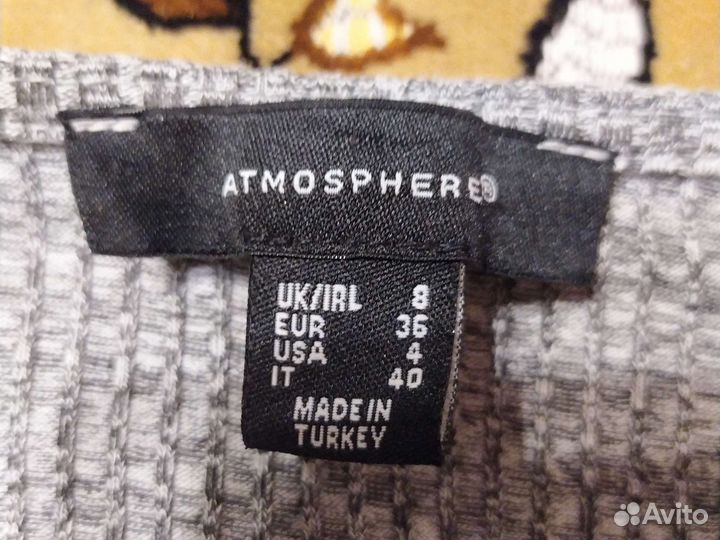 ATMOSPHERE®
UK/IRL 8
EUR 36
USA 4
IT 40
MADE IN
TURKEY
Avito